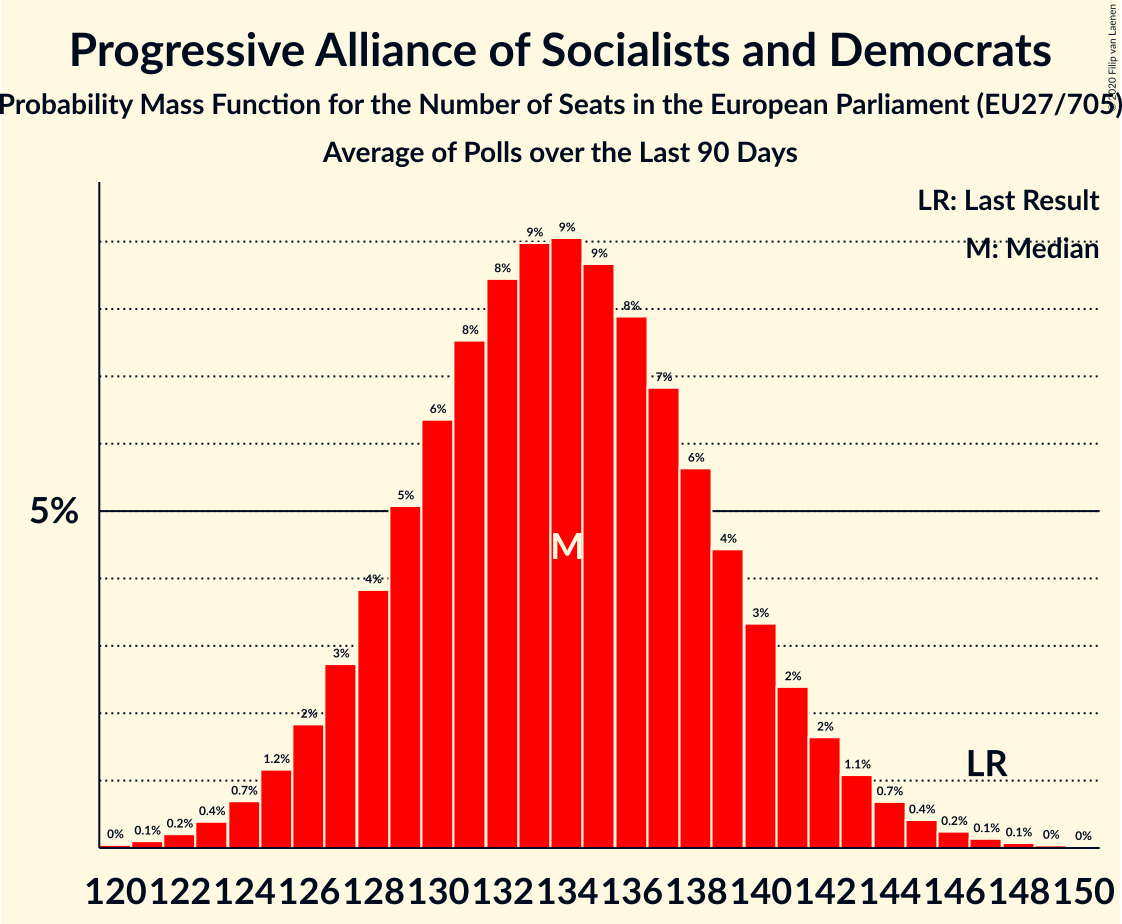 Progressive Alliance of Socialists and Democrats
Probability Mass Function for the Number of Seats in the European Parliament (EU27/705)
Average of Polls over the Last 90 Days
2020 Filip van Laenen
LR: Last Result
M: Median
5%
0% 0.1% 0.2% 0.4% 0.7% 1.2% 2% 3% 4% 5% 6% 8% 8% 9% 9% 9% 8% 7% 6% 4% 3% 2% 2% 1.1% 0.7% 0.4% 0.2% 0.1% 0.1% 0% 0%
M
LR
120 122 124 126 128 130 132 134 136 138 140 142 144 146 148 150